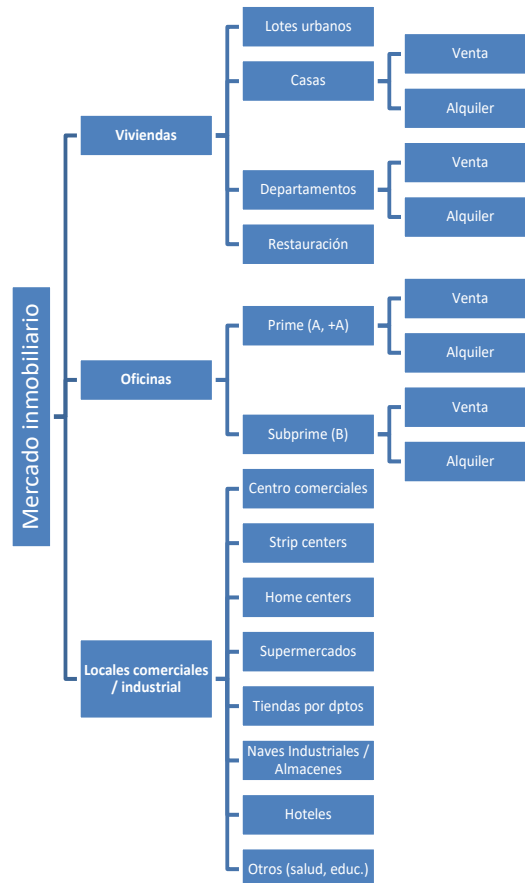 Mercado inmobiliario
Viviendas
Lotes urbanos
Casas
Venta
Alquiler
Departamentos
Venta
Alquiler
Restauración
Oficinas
Prime (A, +A)
Venta
Alquiler
Subprime (B)
Venta
Alquiler
Locales comerciales
/ industrial
Centro comerciales
Strip centers
Home centers
Supermercados
Tiendas por dptos
Naves Industriales /
Almacenes
Hoteles
Otros (salud, educ.)